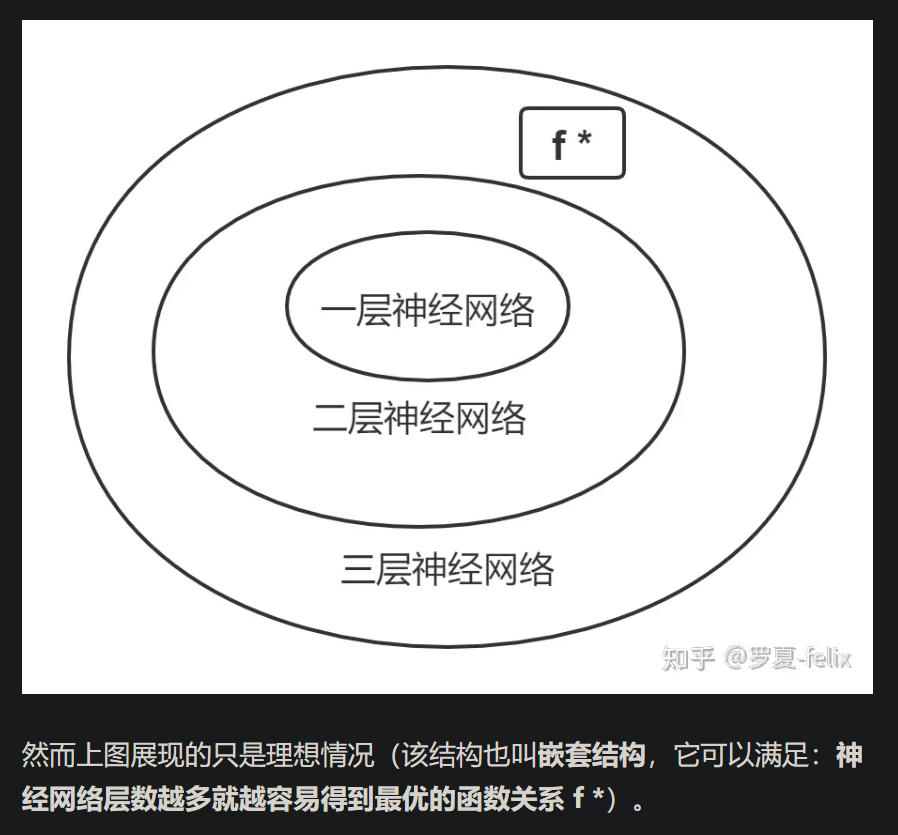 f *
一层神经网络
二层神经网络
三层神经网络
知乎 @罗夏-felix
然而上图展现的只是理想情况（该结构也叫嵌套结构，它可以满足：神
经网络层数越多就越容易得到最优的函数关系 f *）。